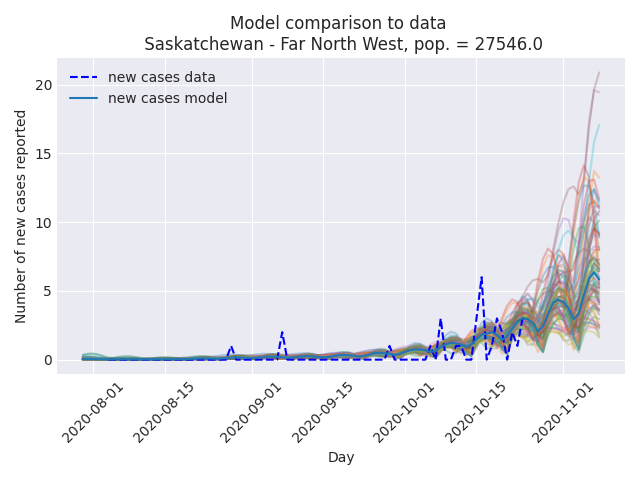 Model comparison to data
Saskatchewan - Far North West, pop. = 27546.0
new cases data
new cases model
Number of new cases reported
20
15
10
5
0
2020-08-01
2020-08-15
2020-09-01
2020-09-15
2020-10-01
2020-10-15
2020-11-01
Day